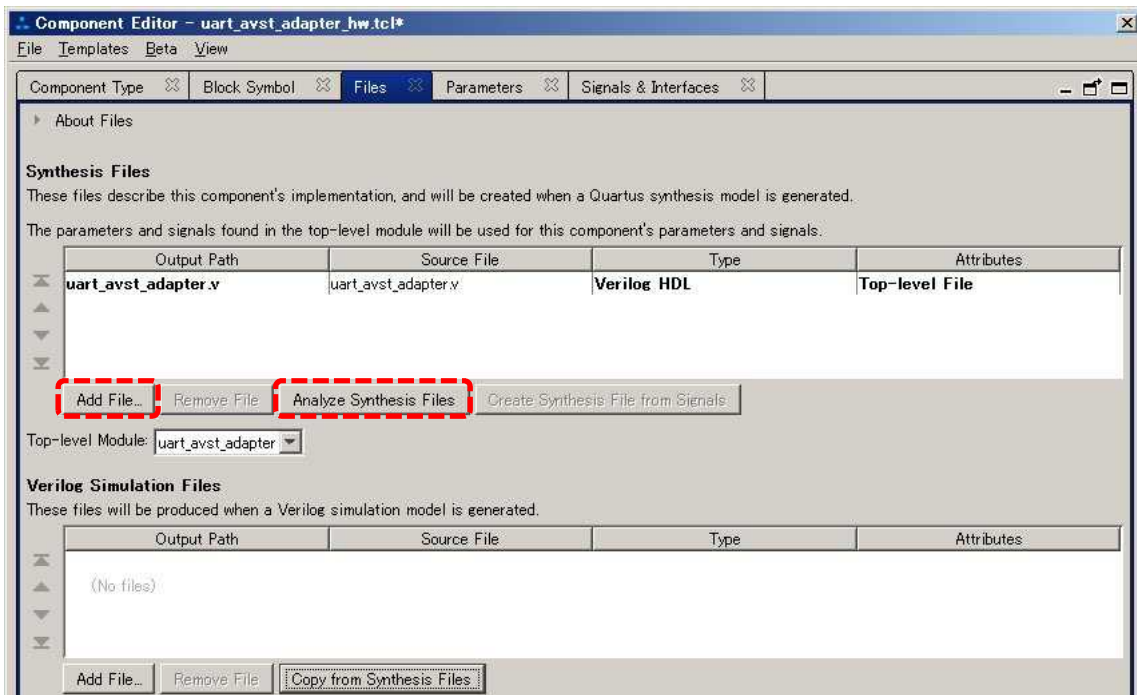 Component Editor - uart_avst_adapter_hw.tcl*
File Templates Beta View
Component Type Block Symbol Files Parameters Signals & Interfaces
About Files
Synthesis Files
These files describe this component's implementation, and will be created when a Quartus synthesis model is generated.
The parameters and signals found in the top-level module will be used for this component's parameters and signals.
Output Path Source File Type Attributes
uart_avst_adapter.v uart_avst_adapter.v Verilog HDL Top-level File
Add File... Remove File Analyze Synthesis Files Create Synthesis File from Signals
Top-level Module: uart_avst_adapter
Verilog Simulation Files
These files will be produced when a Verilog simulation model is generated.
Output Path Source File Type Attributes
(No files)
Add File... Remove File Copy from Synthesis Files